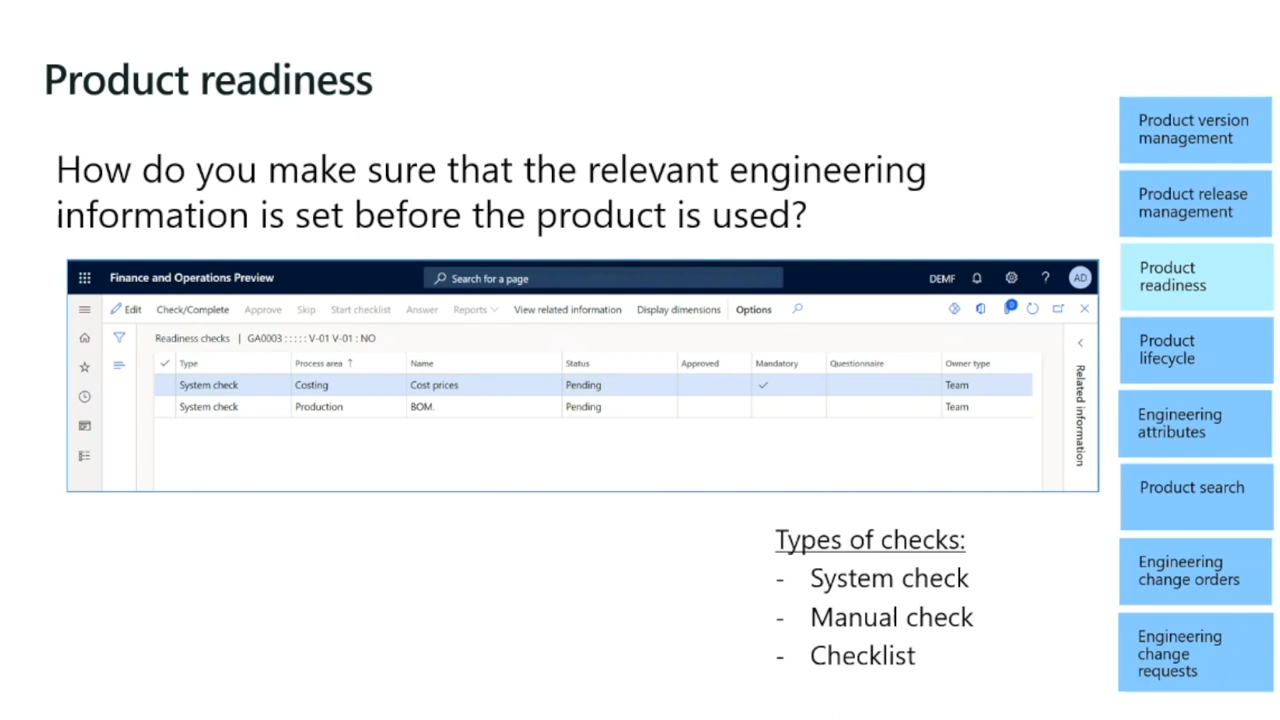 Product readiness
How do you make sure that the relevant engineering
information is set before the product is used?
Finance and Operations Preview
Search for a page
DEMF
?
AD
Edit Check/Complete Approve Skip Start checklist Answer Reports View related information Display dimensions Options
0
Readiness checks | GA0003 : : : : : V-01 V-01 : NO
Type Process area ↑ Name Status Approved Mandatory Questionnaire Owner type
System check Costing Cost prices Pending Team
System check Production BOM. Pending Team
Related information
Types of checks:
- System check
- Manual check
- Checklist
Product version
management
Product release
management
Product
readiness
Product
lifecycle
Engineering
attributes
Product search
Engineering
change orders
Engineering
change
requests